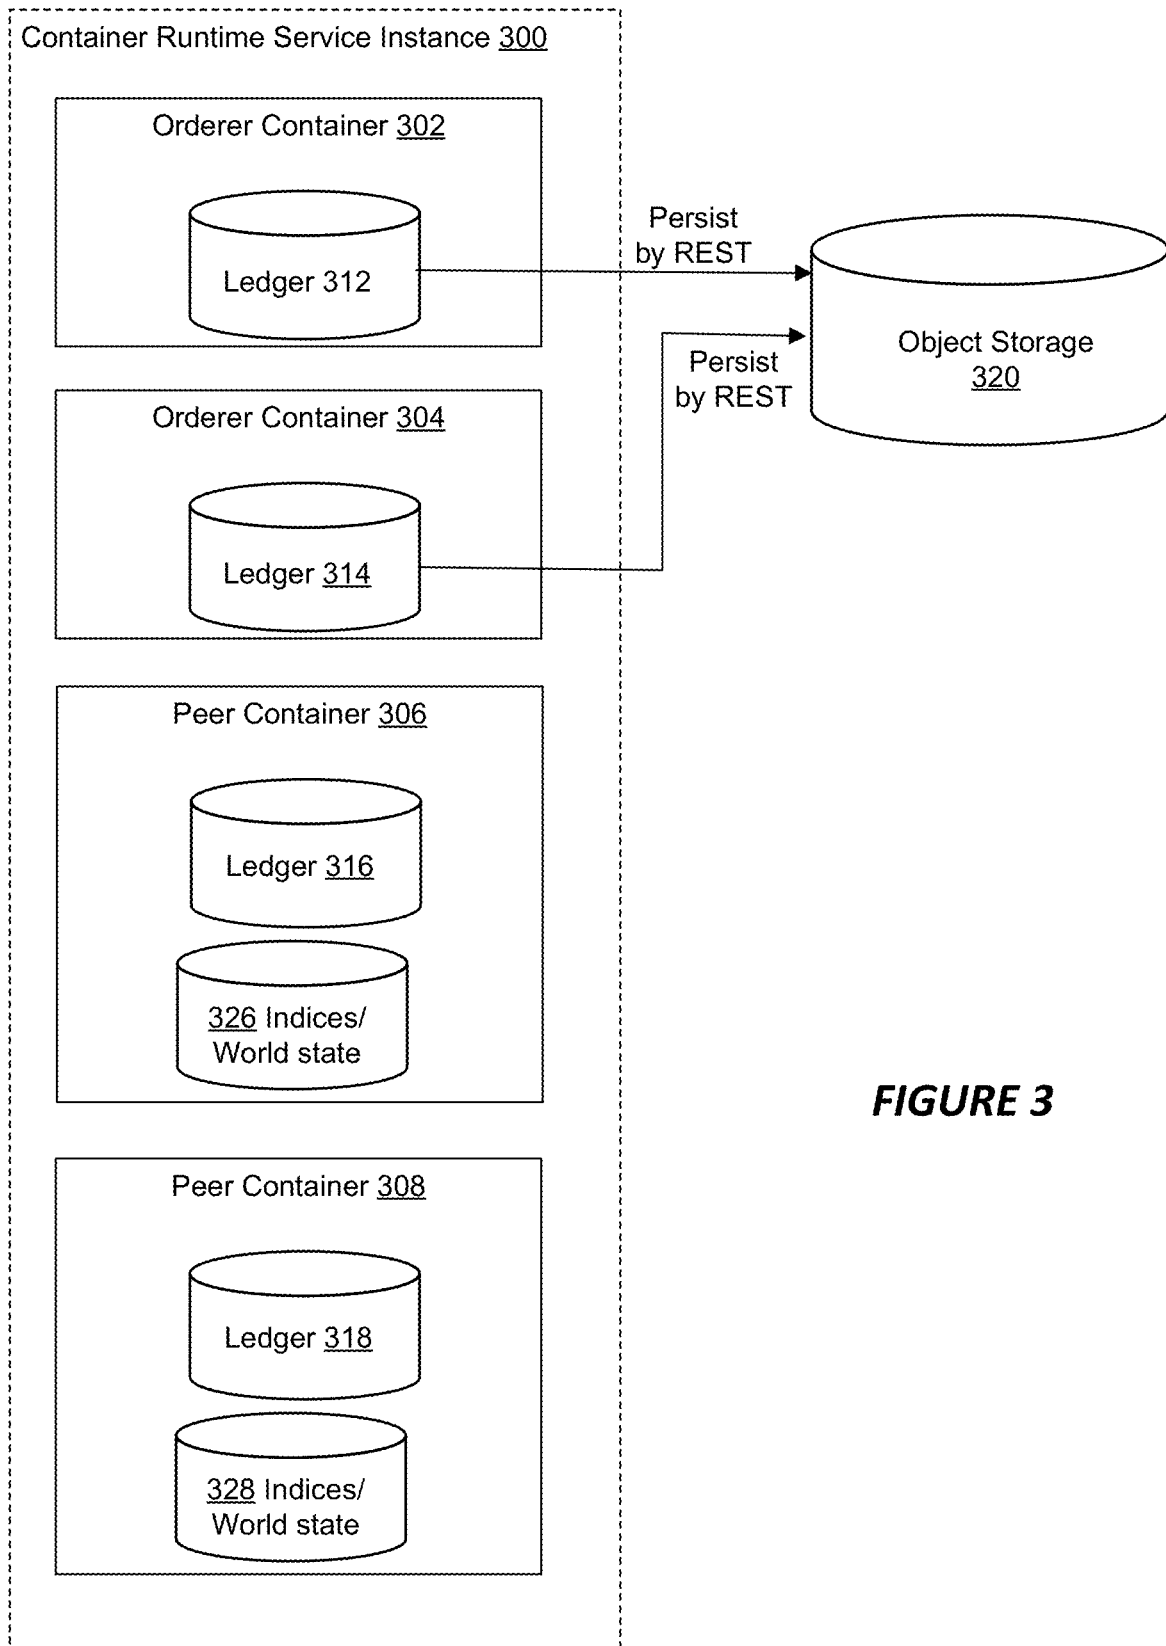 Container Runtime Service Instance 300
Orderer Container 302
Ledger 312
Persist
by REST
Object Storage
320
Persist
by REST
Orderer Container 304
Ledger 314
Peer Container 306
Ledger 316
326 Indices/
World state
FIGURE 3
Peer Container 308
Ledger 318
328 Indices/
World state